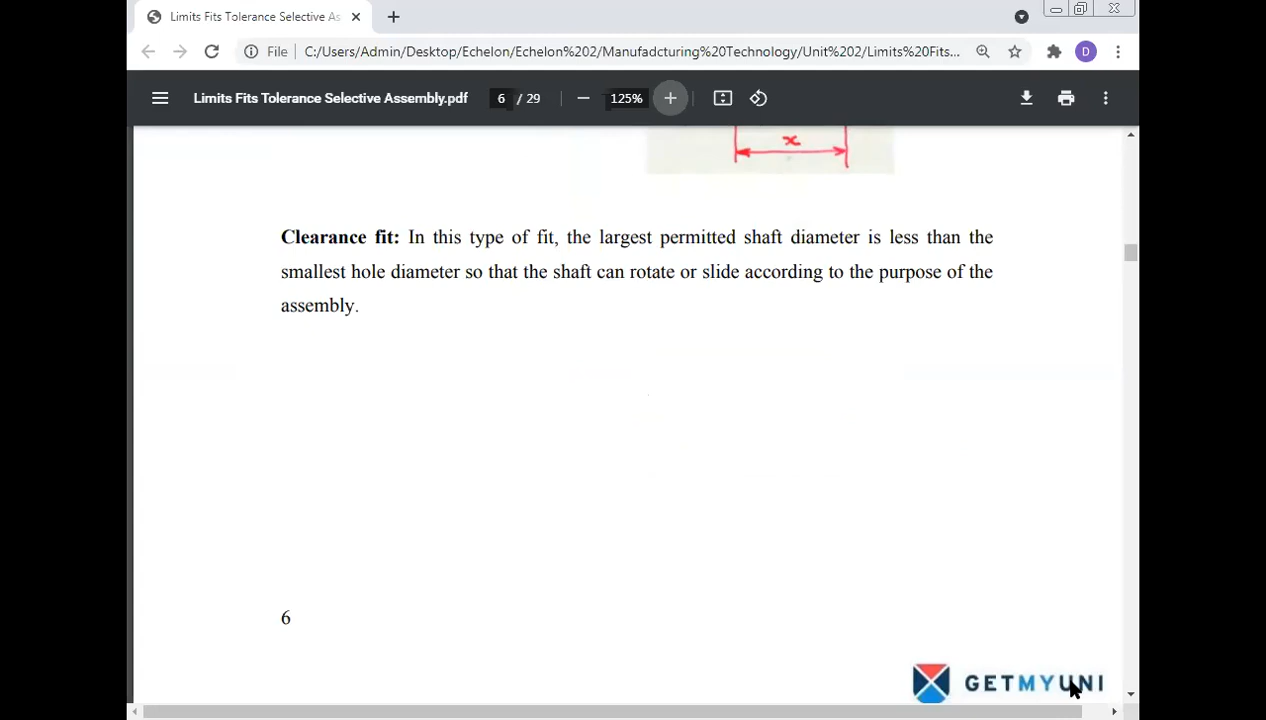 Limits Fits Tolerance Selective As
File C:/Users/Admin/Desktop/Echelon/Echelon%202/Manufadcturing%20Technology/Unit%202/Limits%20Fits... D
Limits Fits Tolerance Selective Assembly.pdf 6 / 29 125%
x
Clearance fit: In this type of fit, the largest permitted shaft diameter is less than the
smallest hole diameter so that the shaft can rotate or slide according to the purpose of the
assembly.
6
GETMYUNI